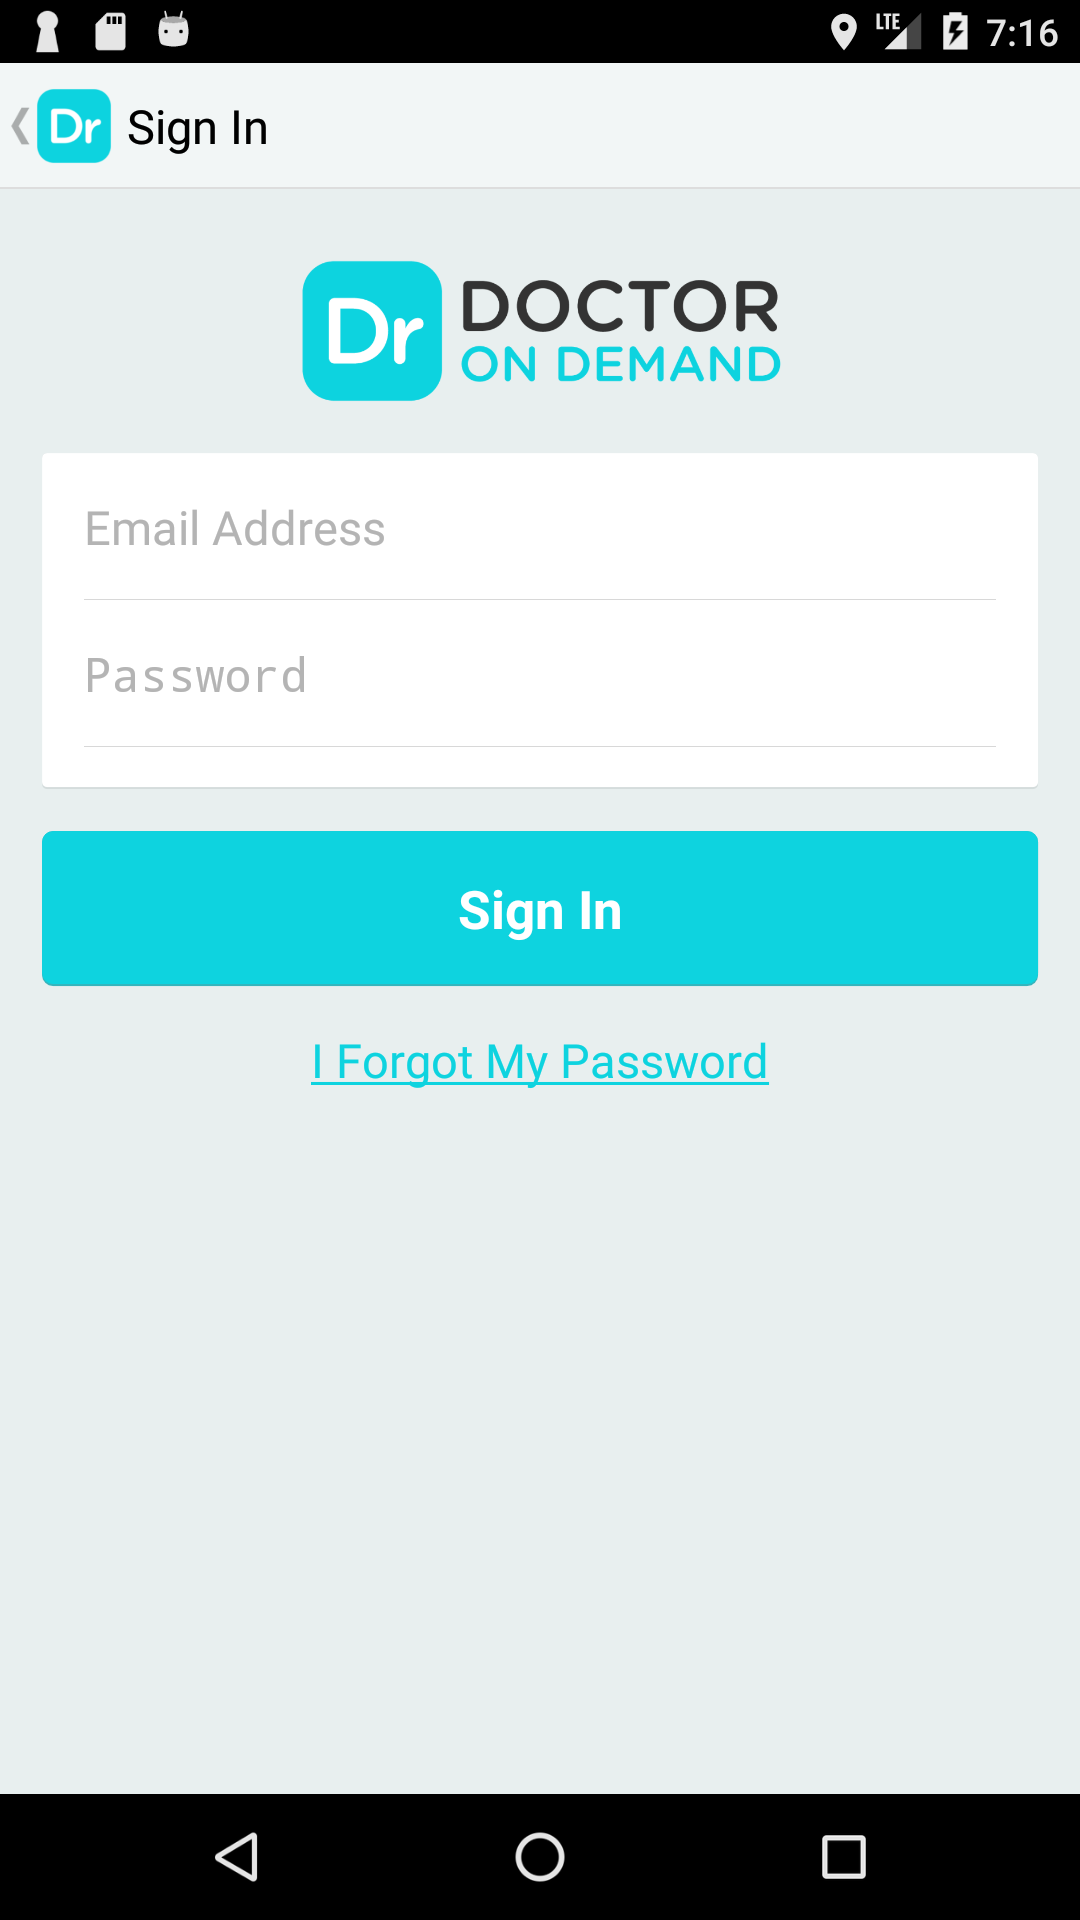 LTE 7:16
Dr Sign In
Dr DOCTOR
ON DEMAND
Email Address
Password
Sign In
I Forgot My Password